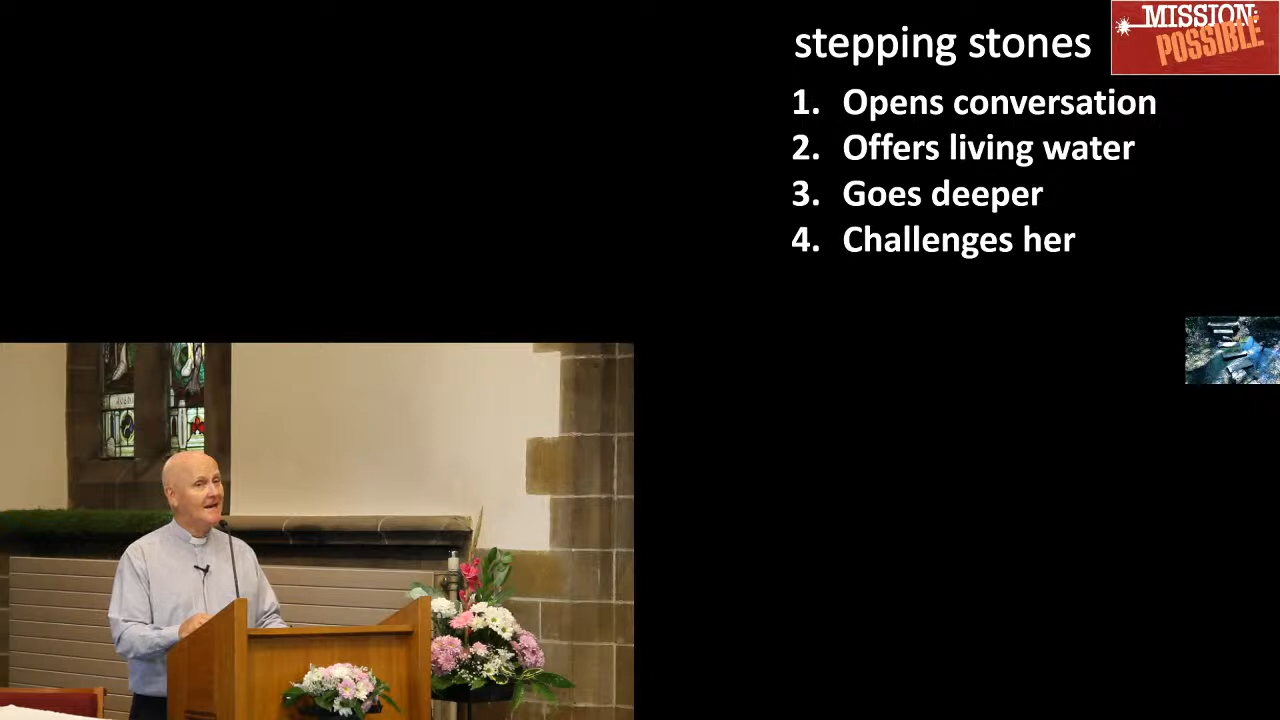 stepping stones
MISSION:
POSSIBLE
1. Opens conversation
2. Offers living water
3. Goes deeper
4. Challenges her